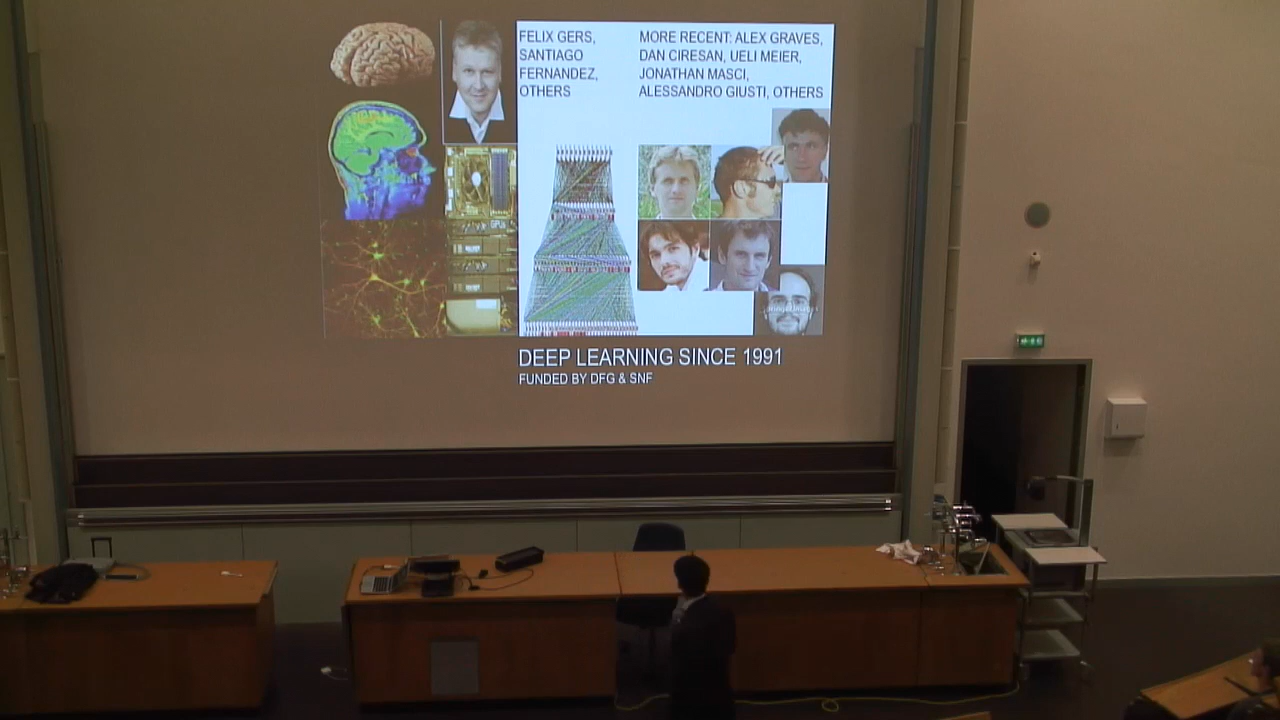 FELIX GERS,
SANTIAGO
FERNANDEZ,
OTHERS
MORE RECENT: ALEX GRAVES,
DAN CIRESAN, UELI MEIER,
JONATHAN MASCI,
ALESSANDRO GIUSTI, OTHERS
DEEP LEARNING SINCE 1991
FUNDED BY DFG & SNF